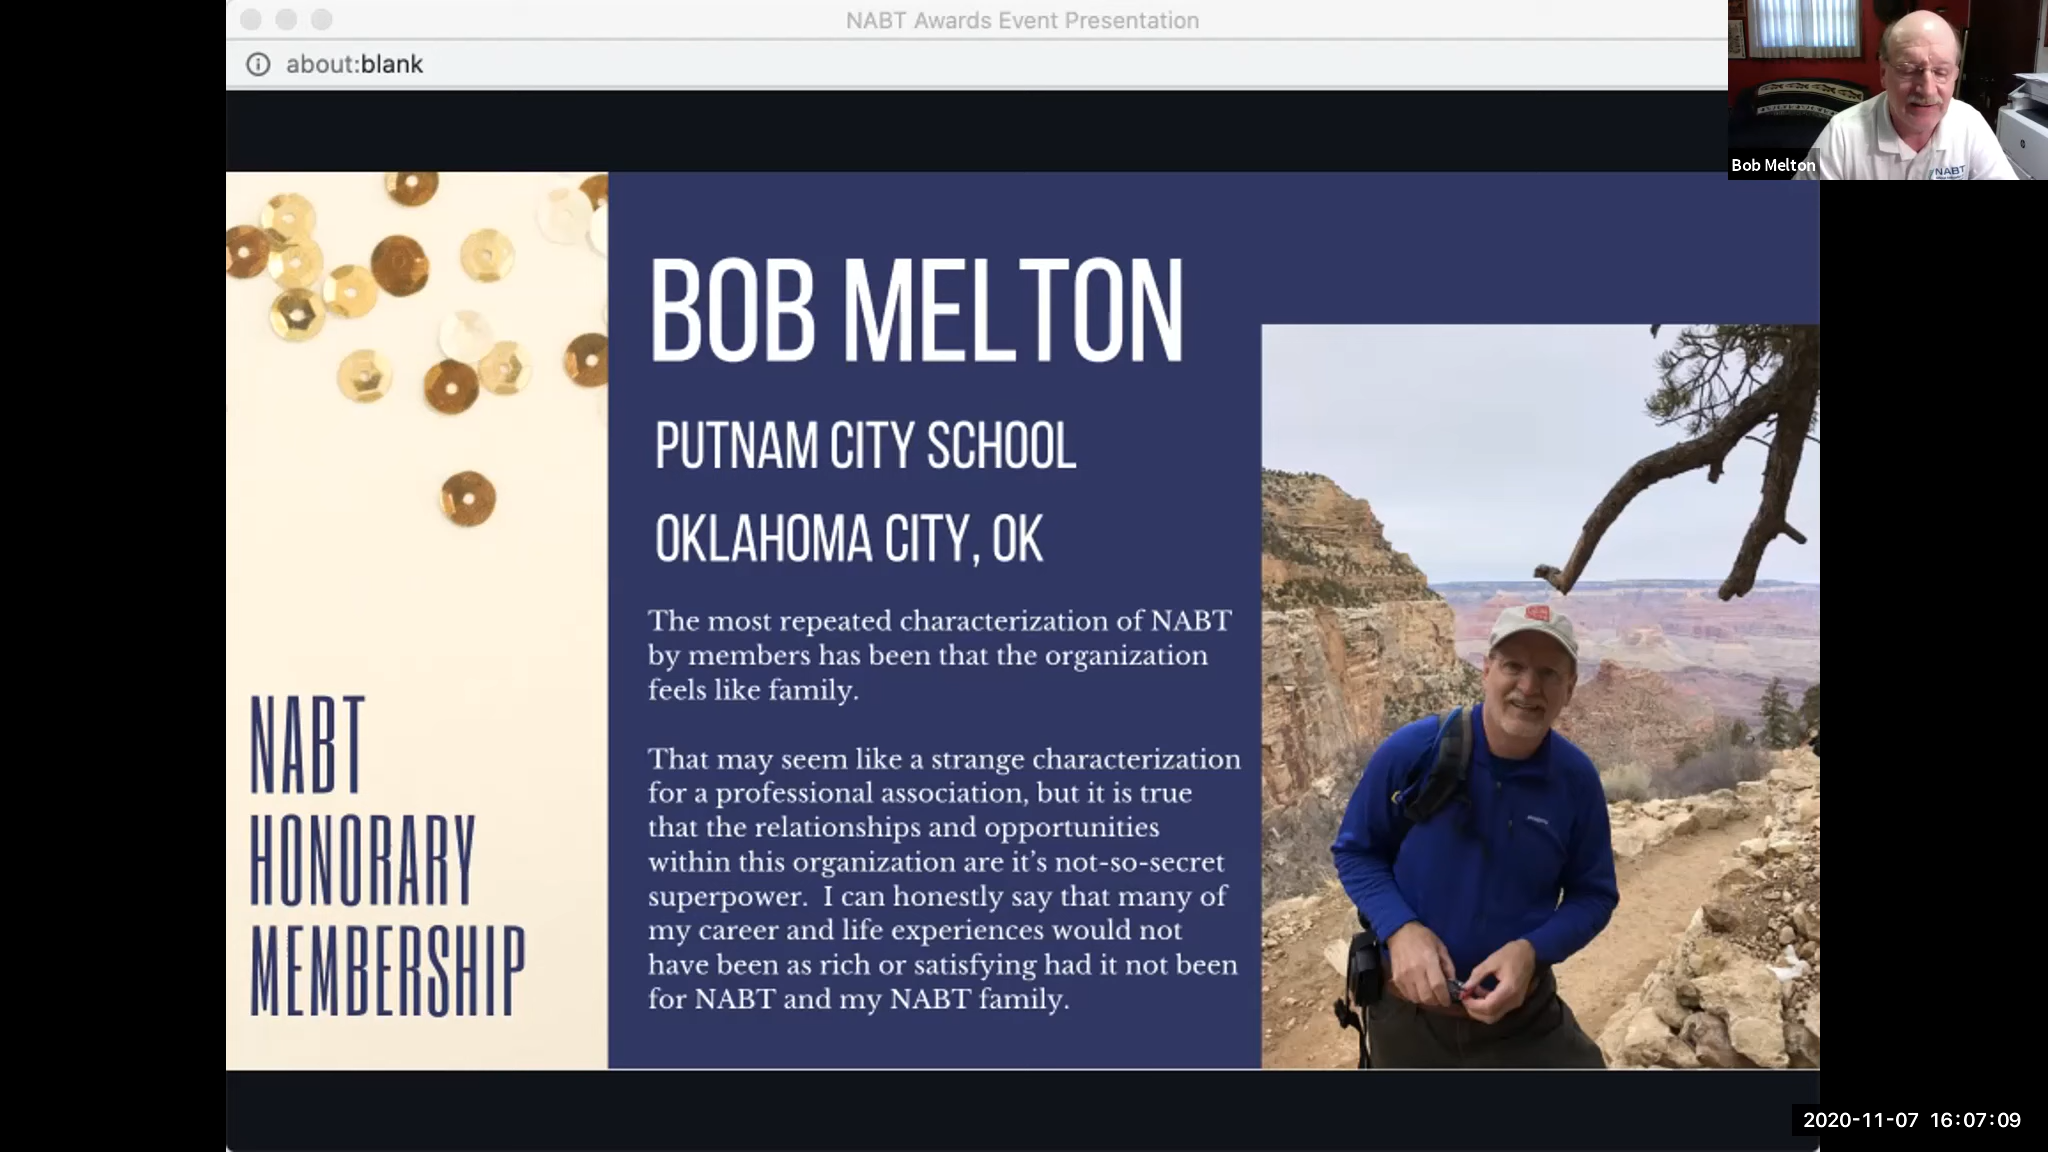 NABT Awards Event Presentation
about:blank
Bob Melton
NABT
BOB MELTON
PUTNAM CITY SCHOOL
OKLAHOMA CITY, OK
The most repeated characterization of NABT
by members has been that the organization
feels like family.
That may seem like a strange characterization
for a professional association, but it is true
that the relationships and opportunities
within this organization are it's not-so-secret
superpower.  I can honestly say that many of
my career and life experiences would not
have been as rich or satisfying had it not been
for NABT and my NABT family.
NABT
HONORARY
MEMBERSHIP
2020-11-07 16:07:09